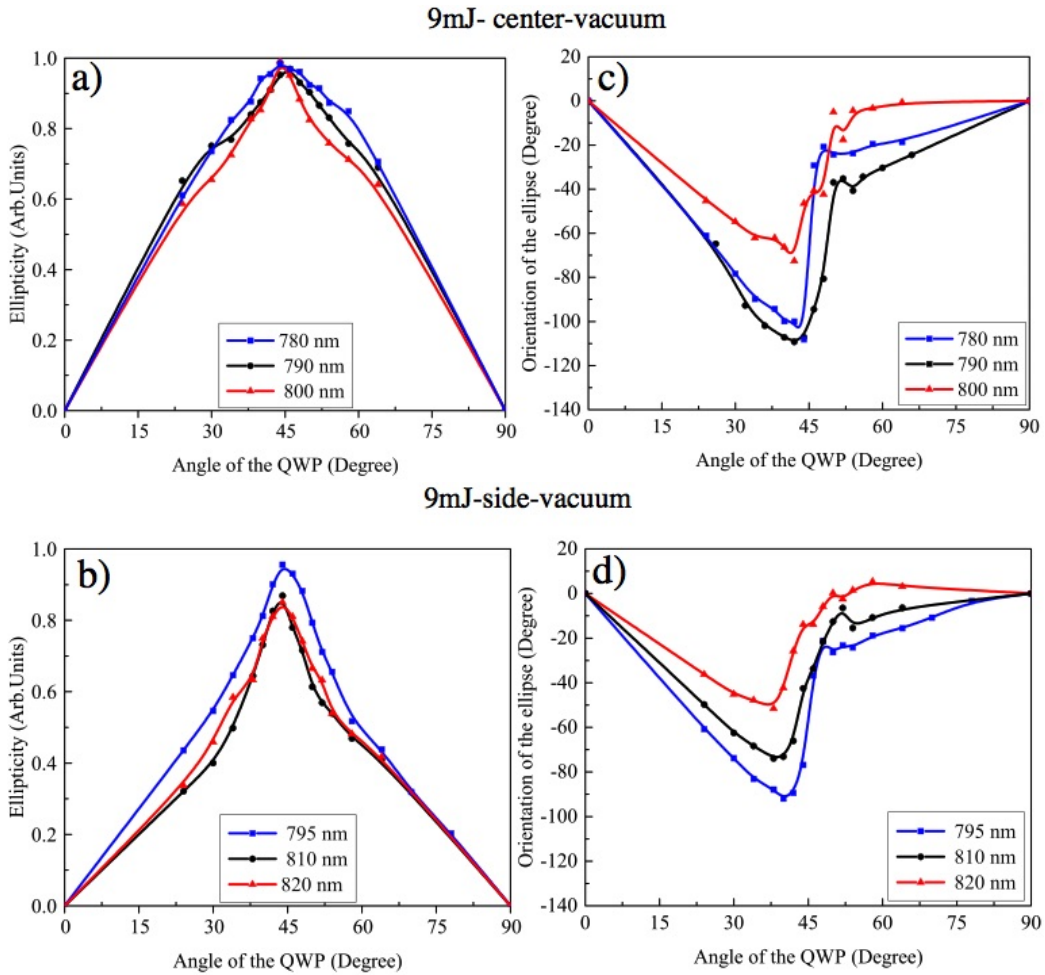 9mJ- center-vacuum
a)
Ellipticity (Arb.Units)
1.0
0.8
0.6
0.4
0.2
0.0
780 nm
790 nm
800 nm
0 15 30 45 60 75 90
Angle of the QWP (Degree)
c)
Orientation of the ellipse (Degree)
20
0
-20
-40
-60
-80
-100
-120
-140
780 nm
790 nm
800 nm
0 15 30 45 60 75 90
Angle of the QWP (Degree)
9mJ-side-vacuum
b)
Ellipticity (Arb.Units)
1.0
0.8
0.6
0.4
0.2
0.0
795 nm
810 nm
820 nm
0 15 30 45 60 75 90
Angle of the QWP (Degree)
d)
Orientation of the ellipse (Degree)
20
0
-20
-40
-60
-80
-100
-120
-140
795 nm
810 nm
820 nm
0 15 30 45 60 75 90
Angle of the QWP (Degree)